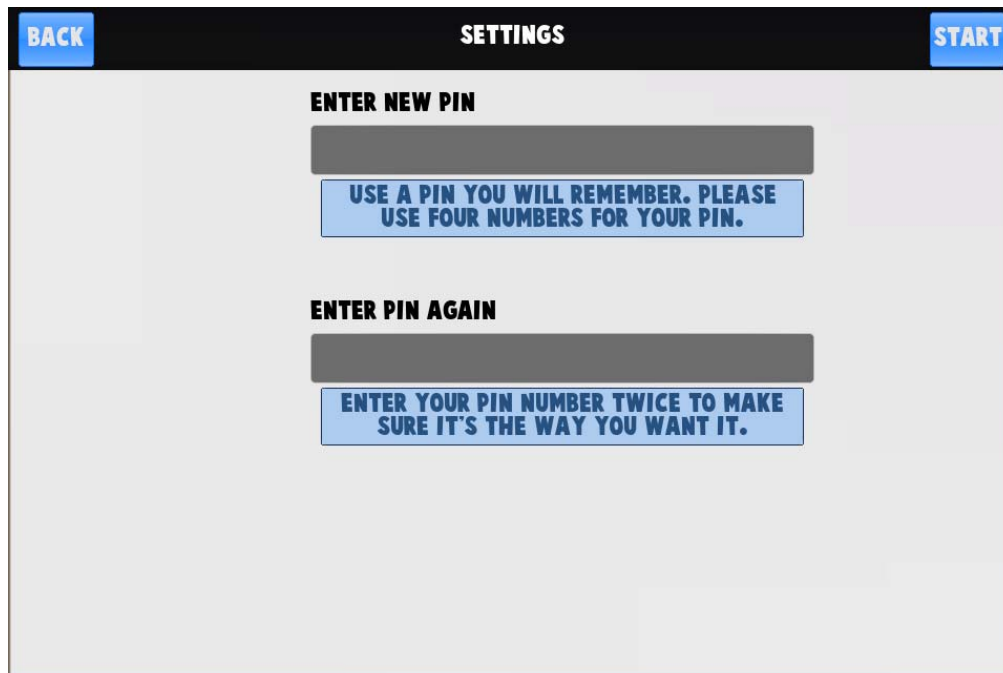 BACK
SETTINGS
START
ENTER NEW PIN
USE A PIN YOU WILL REMEMBER. PLEASE
USE FOUR NUMBERS FOR YOUR PIN.
ENTER PIN AGAIN
ENTER YOUR PIN NUMBER TWICE TO MAKE
SURE IT'S THE WAY YOU WANT IT.